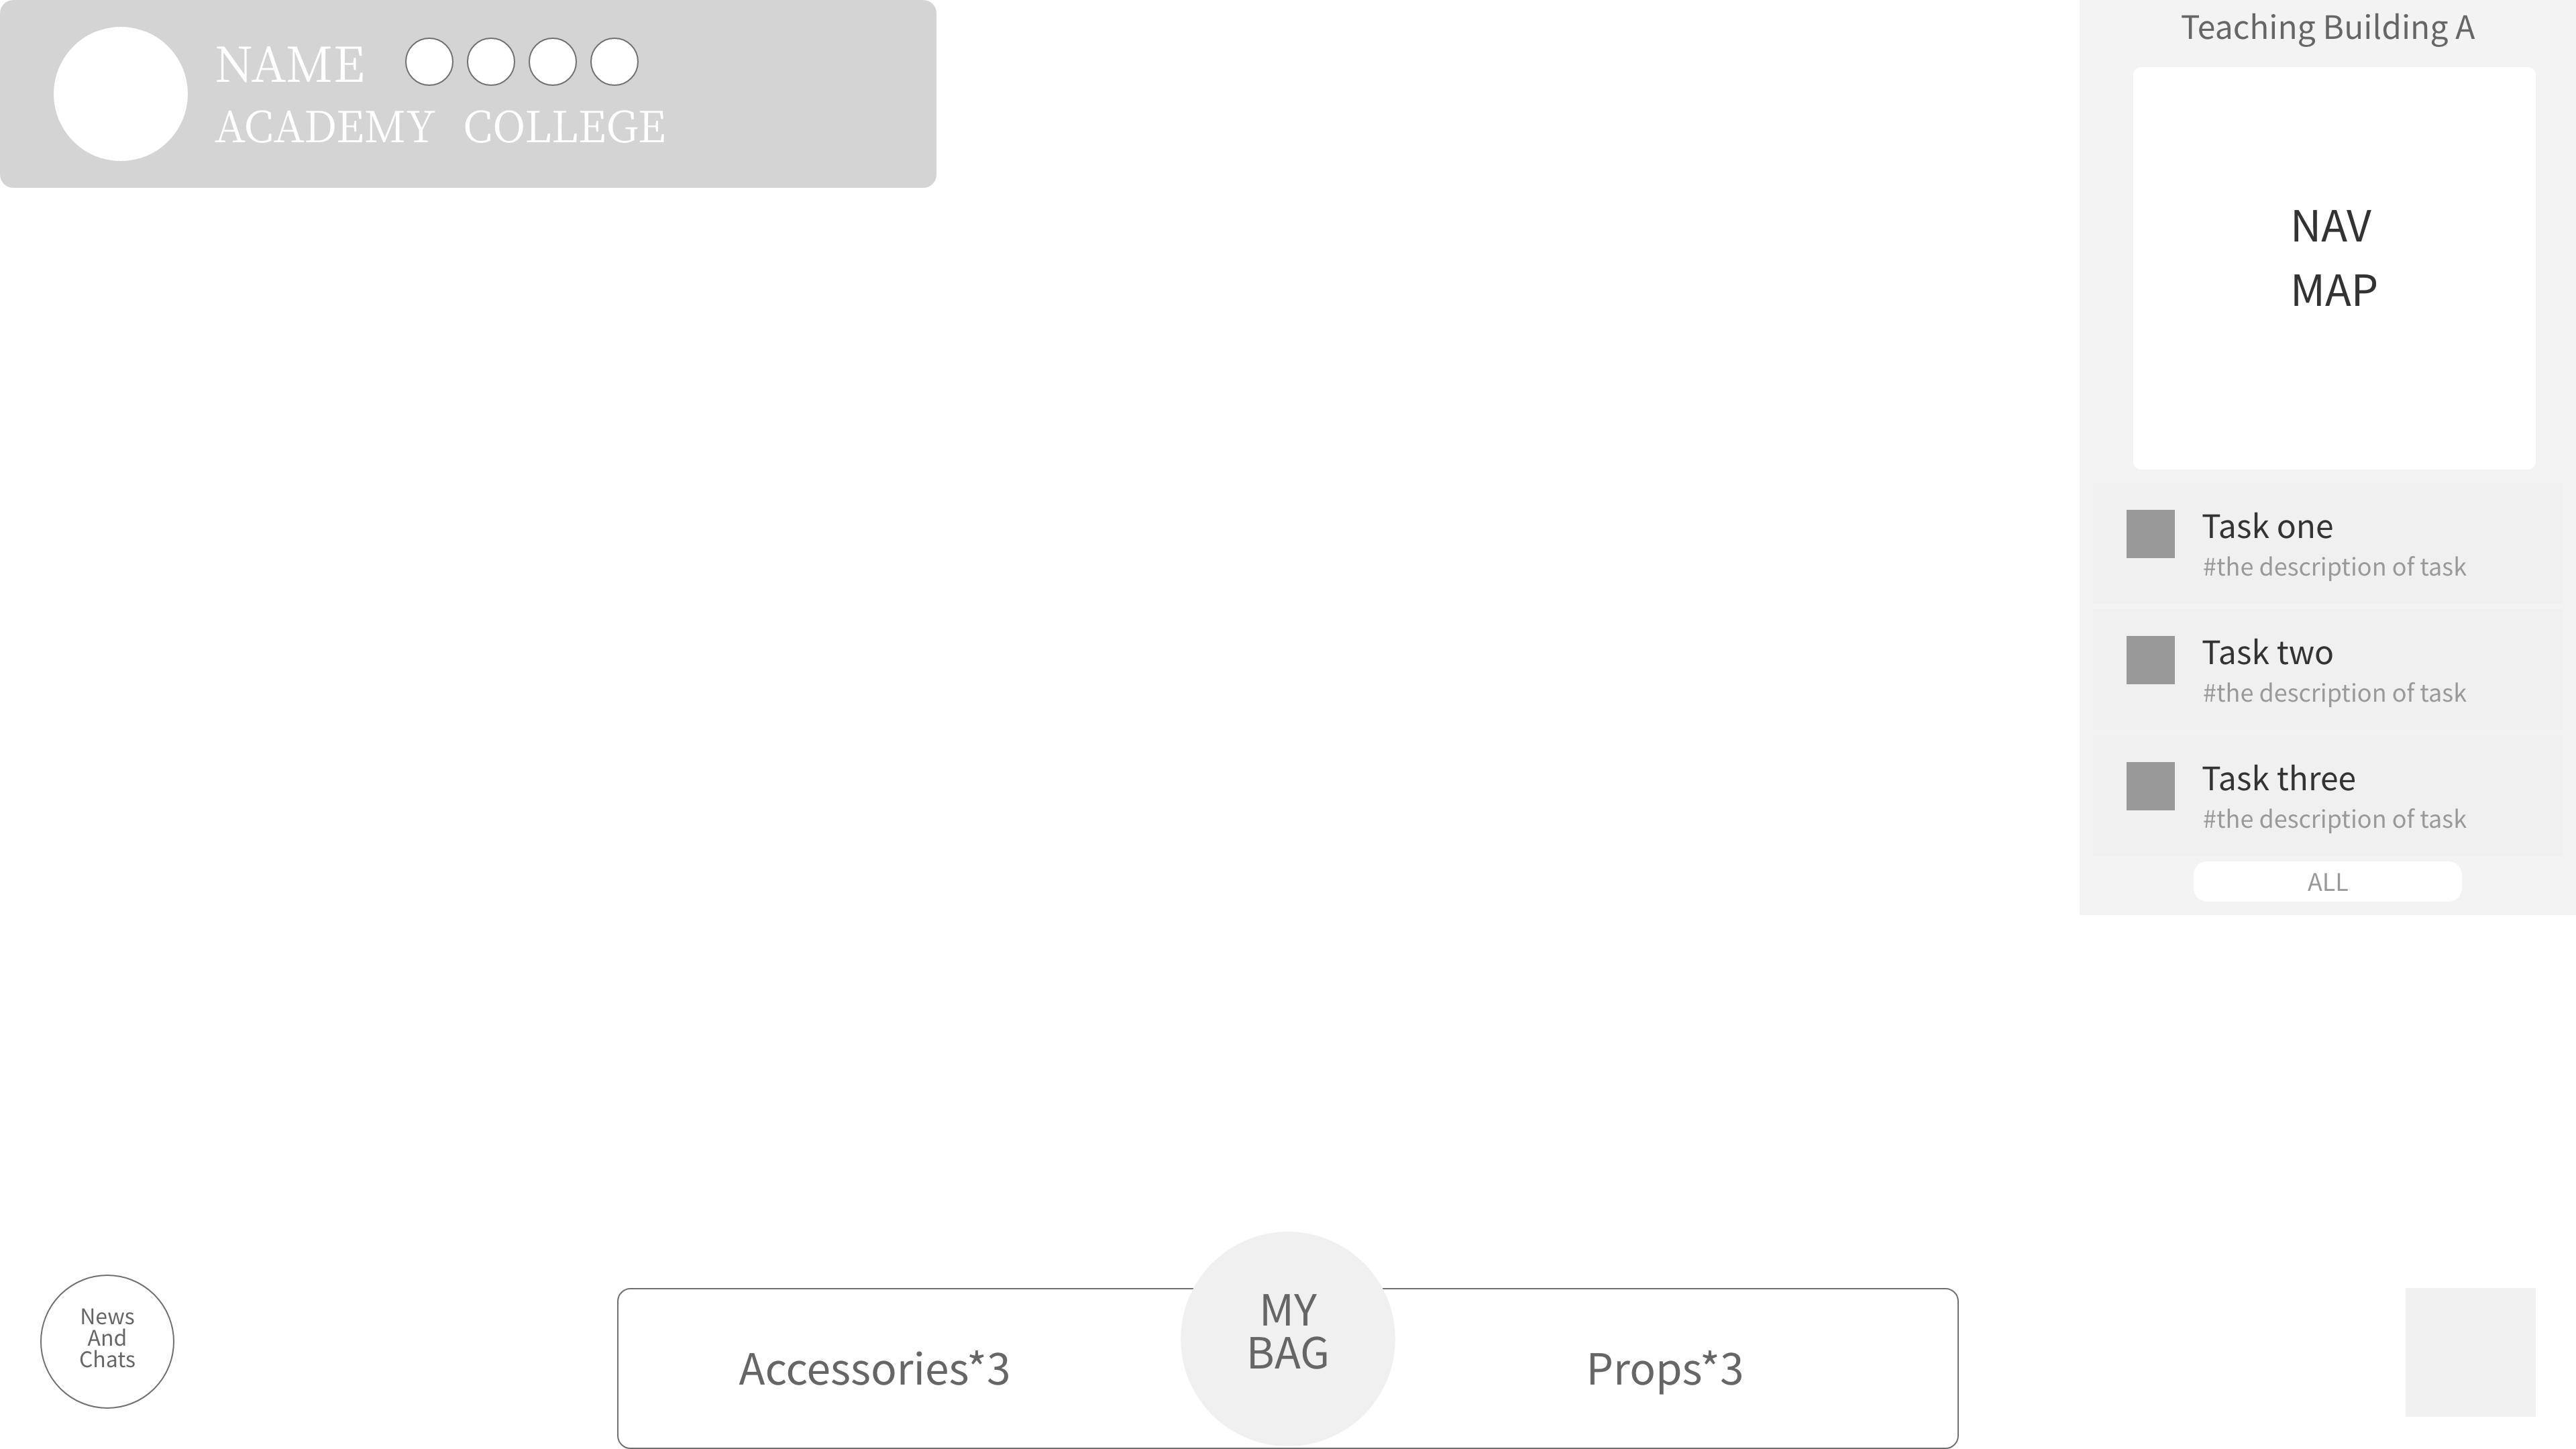 NAME
ACADEMY COLLEGE
Teaching Building A
NAV
MAP
Task one
#the description of task
Task two
#the description of task
Task three
#the description of task
ALL
News
And
Chats
Accessories*3
MY
BAG
Props*3